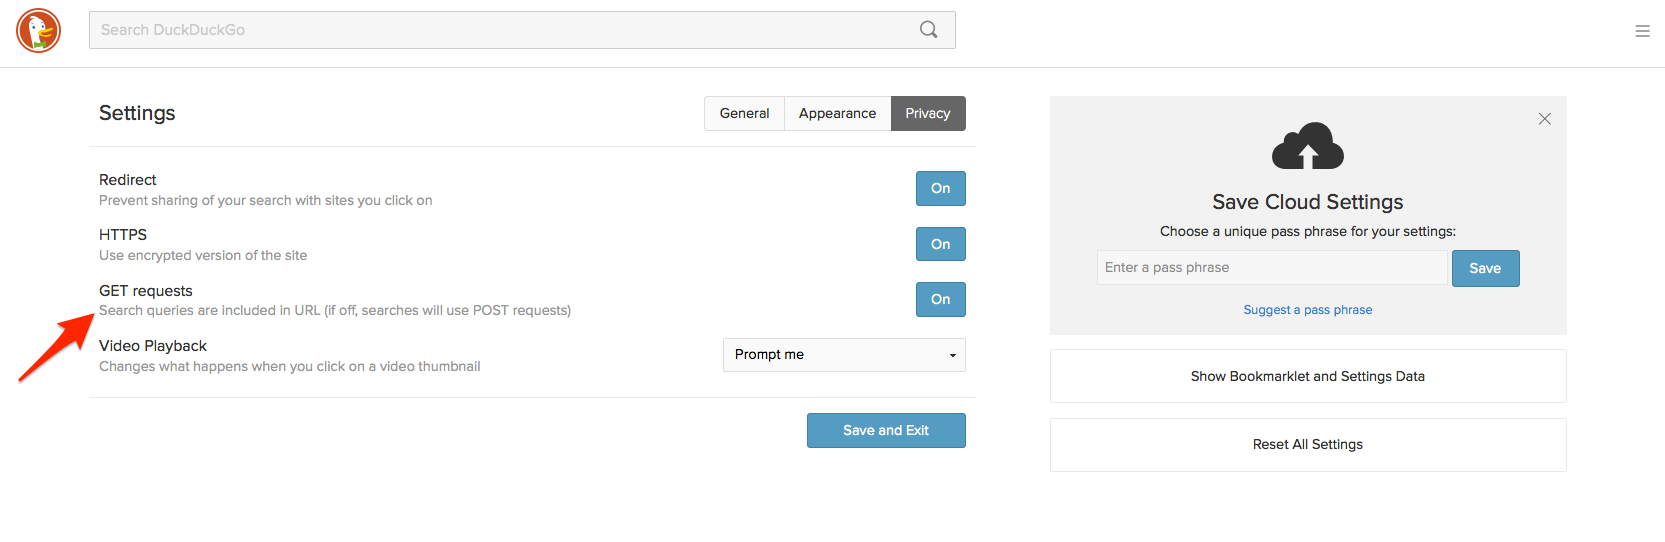 Search DuckDuckGo
Settings
General
Appearance
Privacy
Redirect
Prevent sharing of your search with sites you click on
On
HTTPS
Use encrypted version of the site
On
GET requests
Search queries are included in URL (if off, searches will use POST requests)
On
Video Playback
Changes what happens when you click on a video thumbnail
Prompt me
Save and Exit
Save Cloud Settings
Choose a unique pass phrase for your settings:
Enter a pass phrase
Save
Suggest a pass phrase
Show Bookmarklet and Settings Data
Reset All Settings